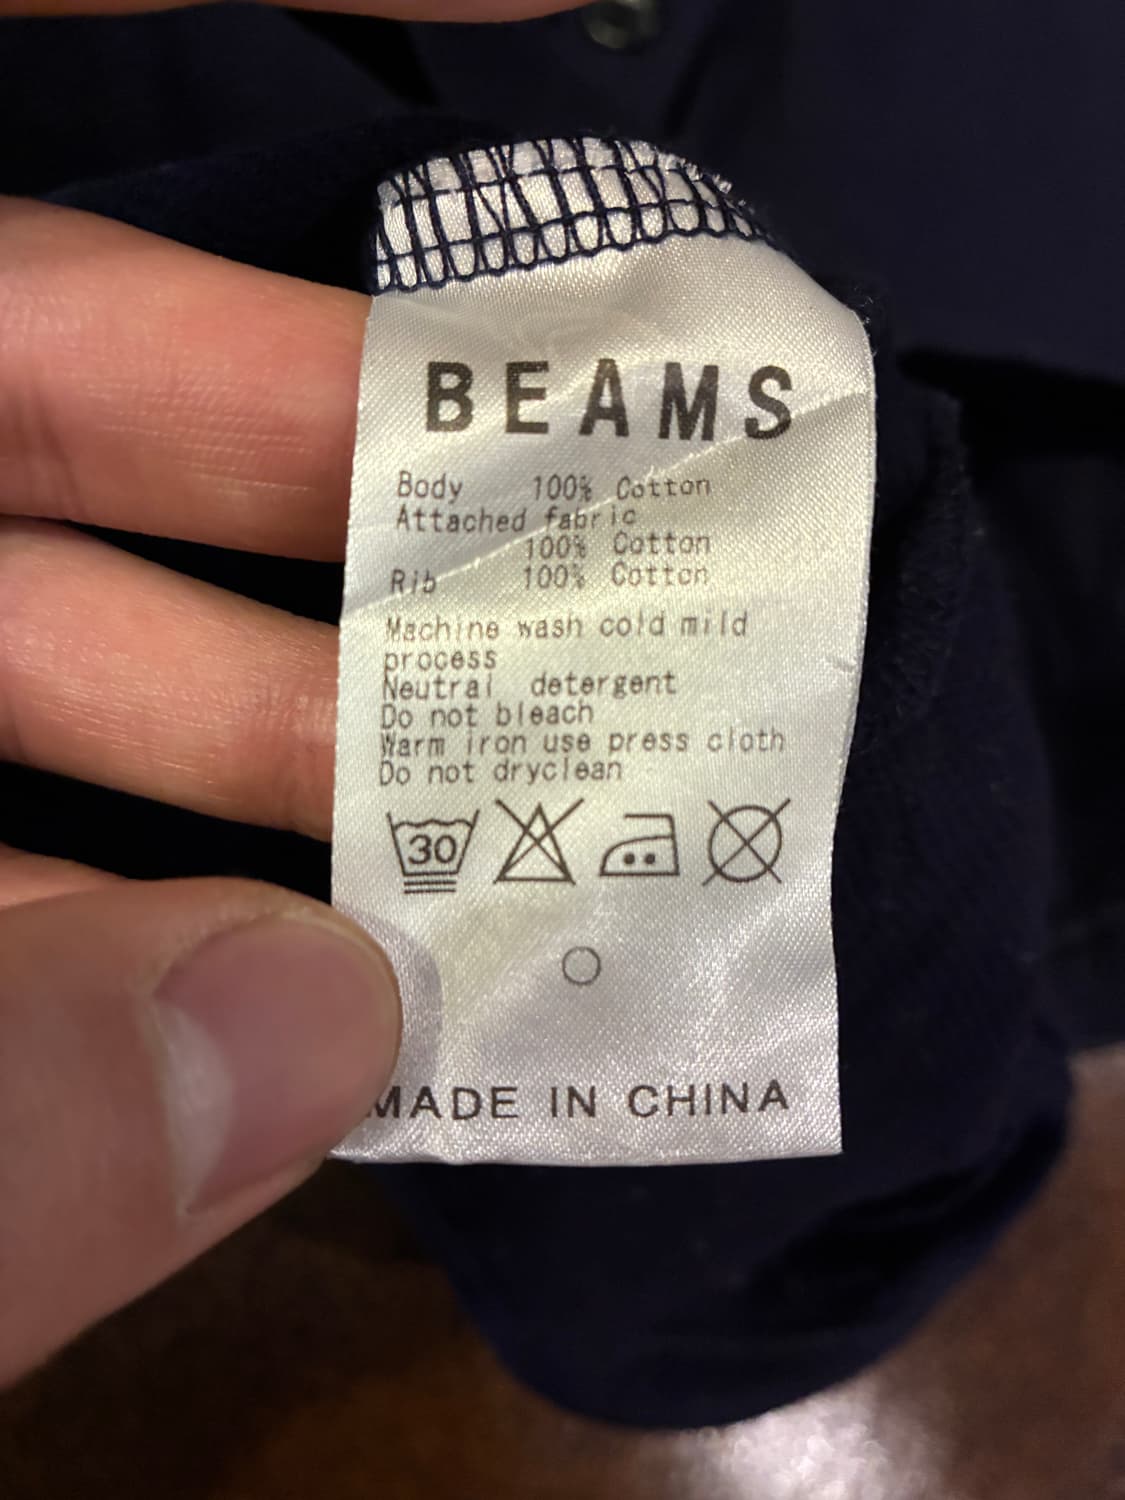 BEAMS
Body 100% Cotton
Attached fabric
100% Cotton
Rib 100% Cotton
Machine wash cold mild
process
Neutral detergent
Do not bleach
Warm iron use press cloth
Do not dryclean
30
MADE IN CHINA